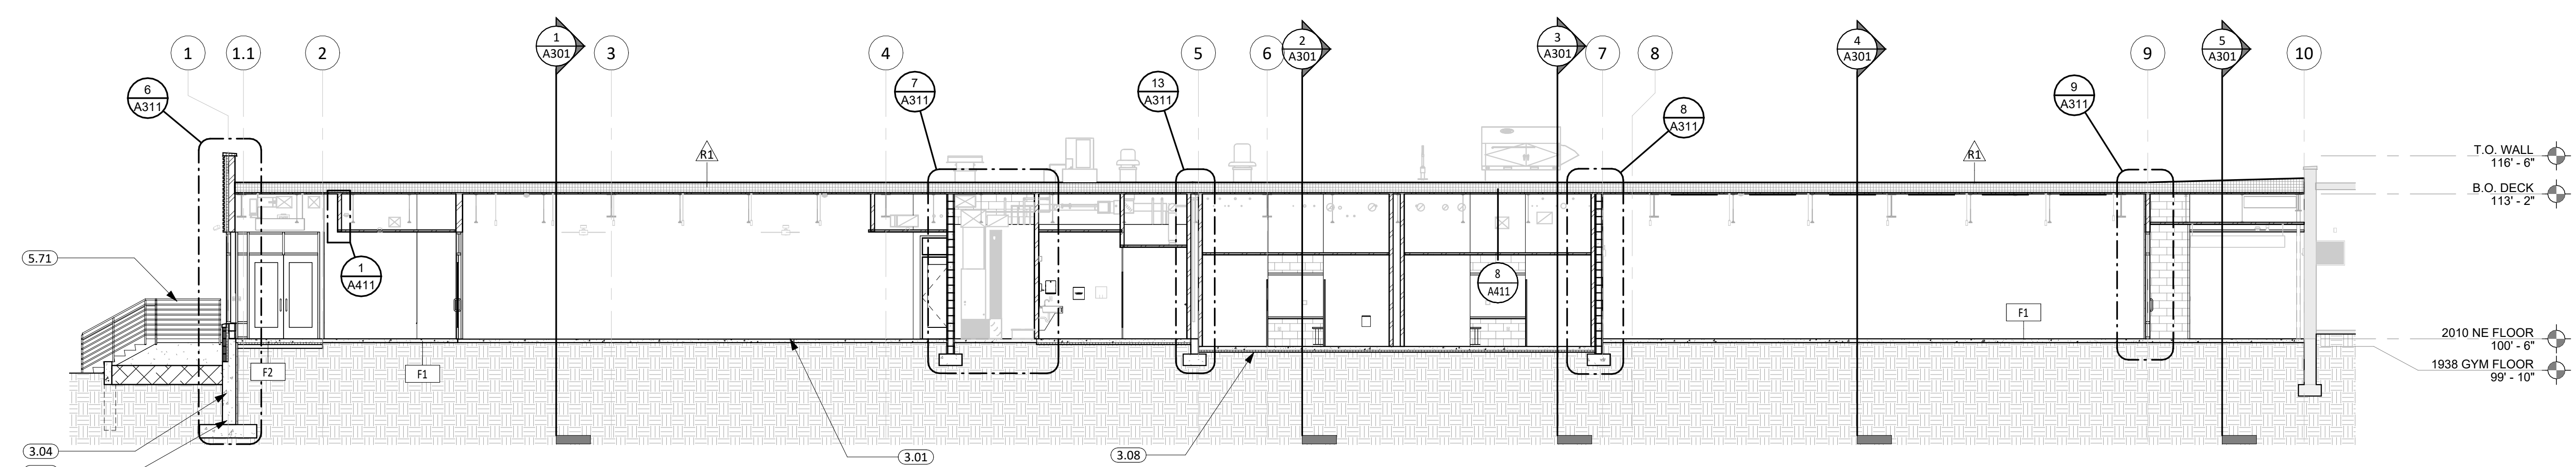 1
A301
2
A301
3
A301
4
A301
5
A301
1
1.1
2
3
4
5
6
7
8
9
10
6
A311
7
A311
13
A311
8
A311
9
A311
R1
R1
T.O. WALL
116' - 6"
B.O. DECK
113' - 2"
5.71
1
A411
8
A411
F1
2010 NE FLOOR
100' - 6"
1938 GYM FLOOR
99' - 10"
F2
F1
3.04
3.01
3.08